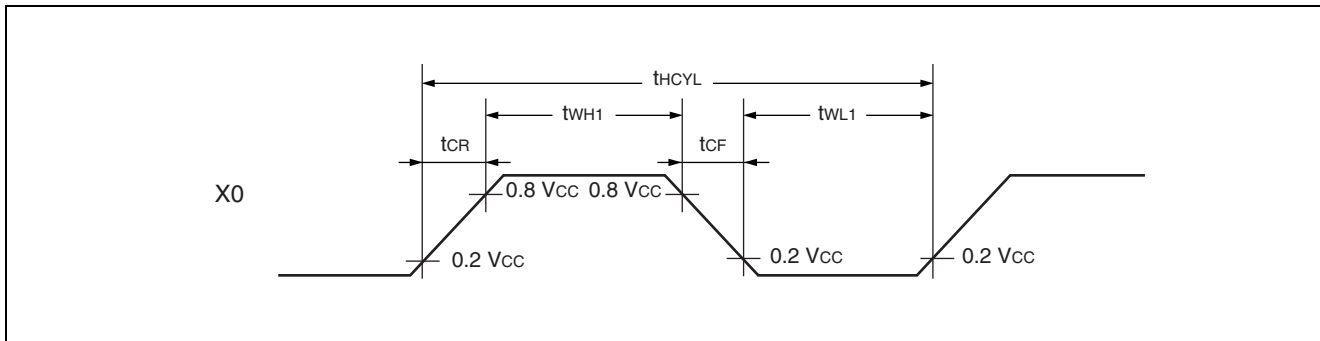 tHCYL
tWH1 tWL1
tCR tCF
X0 0.8 VCC 0.8 VCC
0.2 VCC 0.2 VCC 0.2 VCC